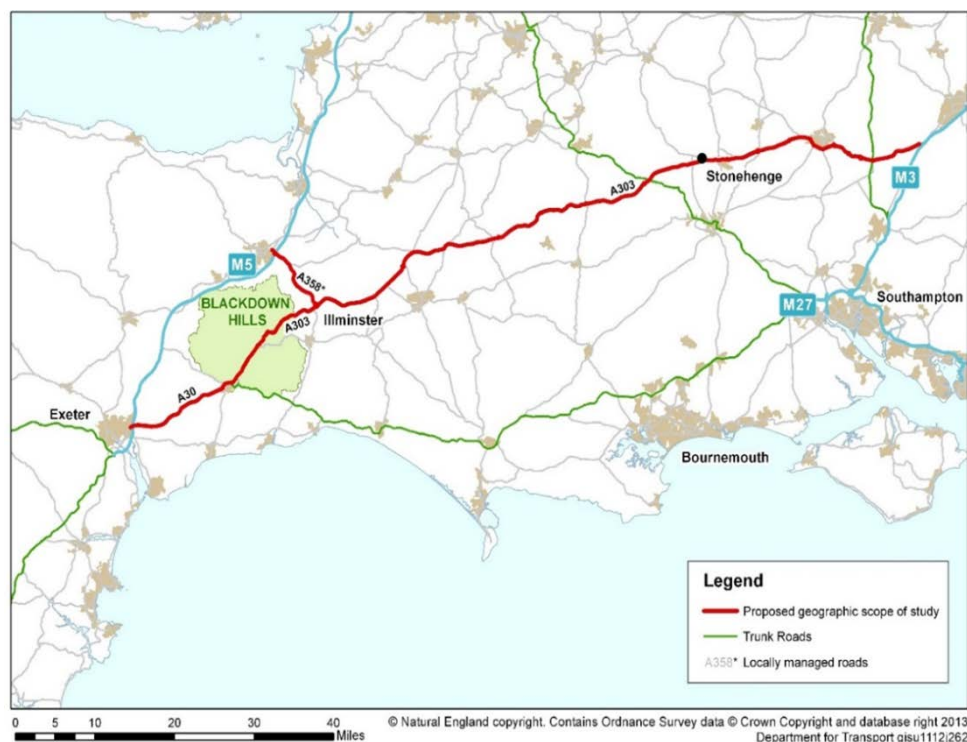 A303
Stonehenge
M3
M5
A358*
BLACKDOWN
HILLS
A303
Illminster
M27
Southampton
A30
Exeter
Bournemouth
Legend
Proposed geographic scope of study
Trunk Roads
A358* Locally managed roads
0 5 10 20 30 40
Miles
© Natural England copyright. Contains Ordnance Survey data © Crown Copyright and database right 2013
Department for Transport gisu1112j262